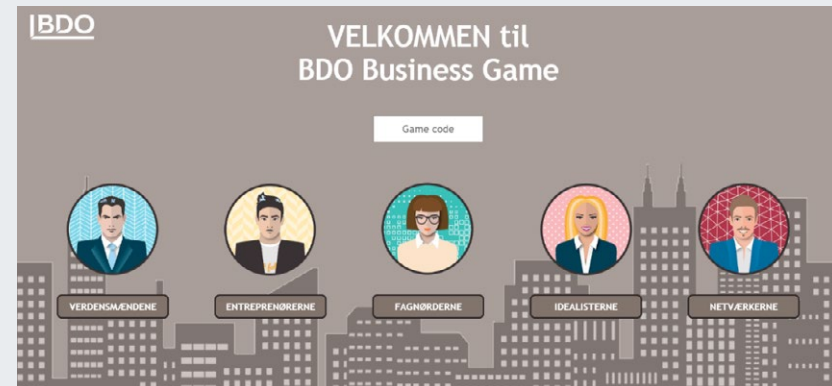 BDO
VELKOMMEN til
BDO Business Game
Game code
VERDENSMÆNDENE
ENTREPRENØRERNE
FAGNØRDERNE
IDEALISTERNE
NETVÆRKERNE